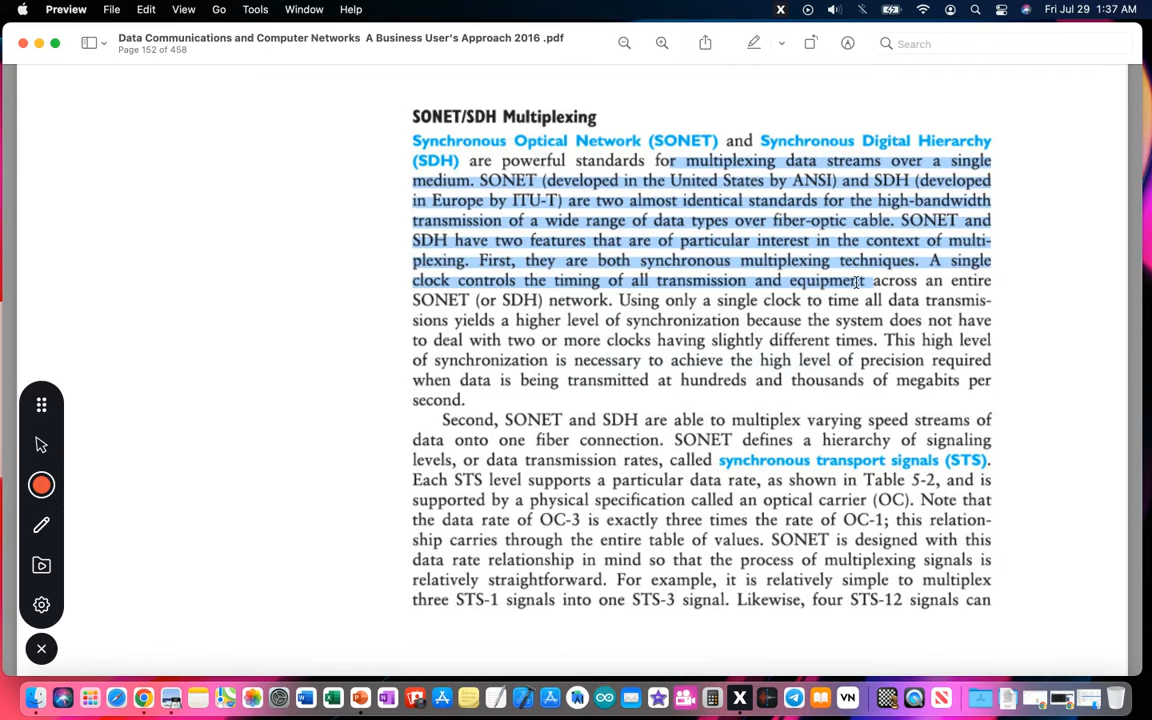 Preview File Edit View Go Tools Window Help
X
Fri Jul 29 1:37 AM
Data Communications and Computer Networks A Business User's Approach 2016 .pdf
Page 152 of 458
Search
SONET/SDH Multiplexing
Synchronous Optical Network (SONET) and Synchronous Digital Hierarchy
(SDH) are powerful standards for multiplexing data streams over a single
medium. SONET (developed in the United States by ANSI) and SDH (developed
in Europe by ITU-T) are two almost identical standards for the high-bandwidth
transmission of a wide range of data types over fiber-optic cable. SONET and
SDH have two features that are of particular interest in the context of multi-
plexing. First, they are both synchronous multiplexing techniques. A single
clock controls the timing of all transmission and equipment across an entire
SONET (or SDH) network. Using only a single clock to time all data transmis-
sions yields a higher level of synchronization because the system does not have
to deal with two or more clocks having slightly different times. This high level
of synchronization is necessary to achieve the high level of precision required
when data is being transmitted at hundreds and thousands of megabits per
second.
Second, SONET and SDH are able to multiplex varying speed streams of
data onto one fiber connection. SONET defines a hierarchy of signaling
levels, or data transmission rates, called synchronous transport signals (STS).
Each STS level supports a particular data rate, as shown in Table 5-2, and is
supported by a physical specification called an optical carrier (OC). Note that
the data rate of OC-3 is exactly three times the rate of OC-1; this relation-
ship carries through the entire table of values. SONET is designed with this
data rate relationship in mind so that the process of multiplexing signals is
relatively straightforward. For example, it is relatively simple to multiplex
three STS-1 signals into one STS-3 signal. Likewise, four STS-12 signals can
X
VN